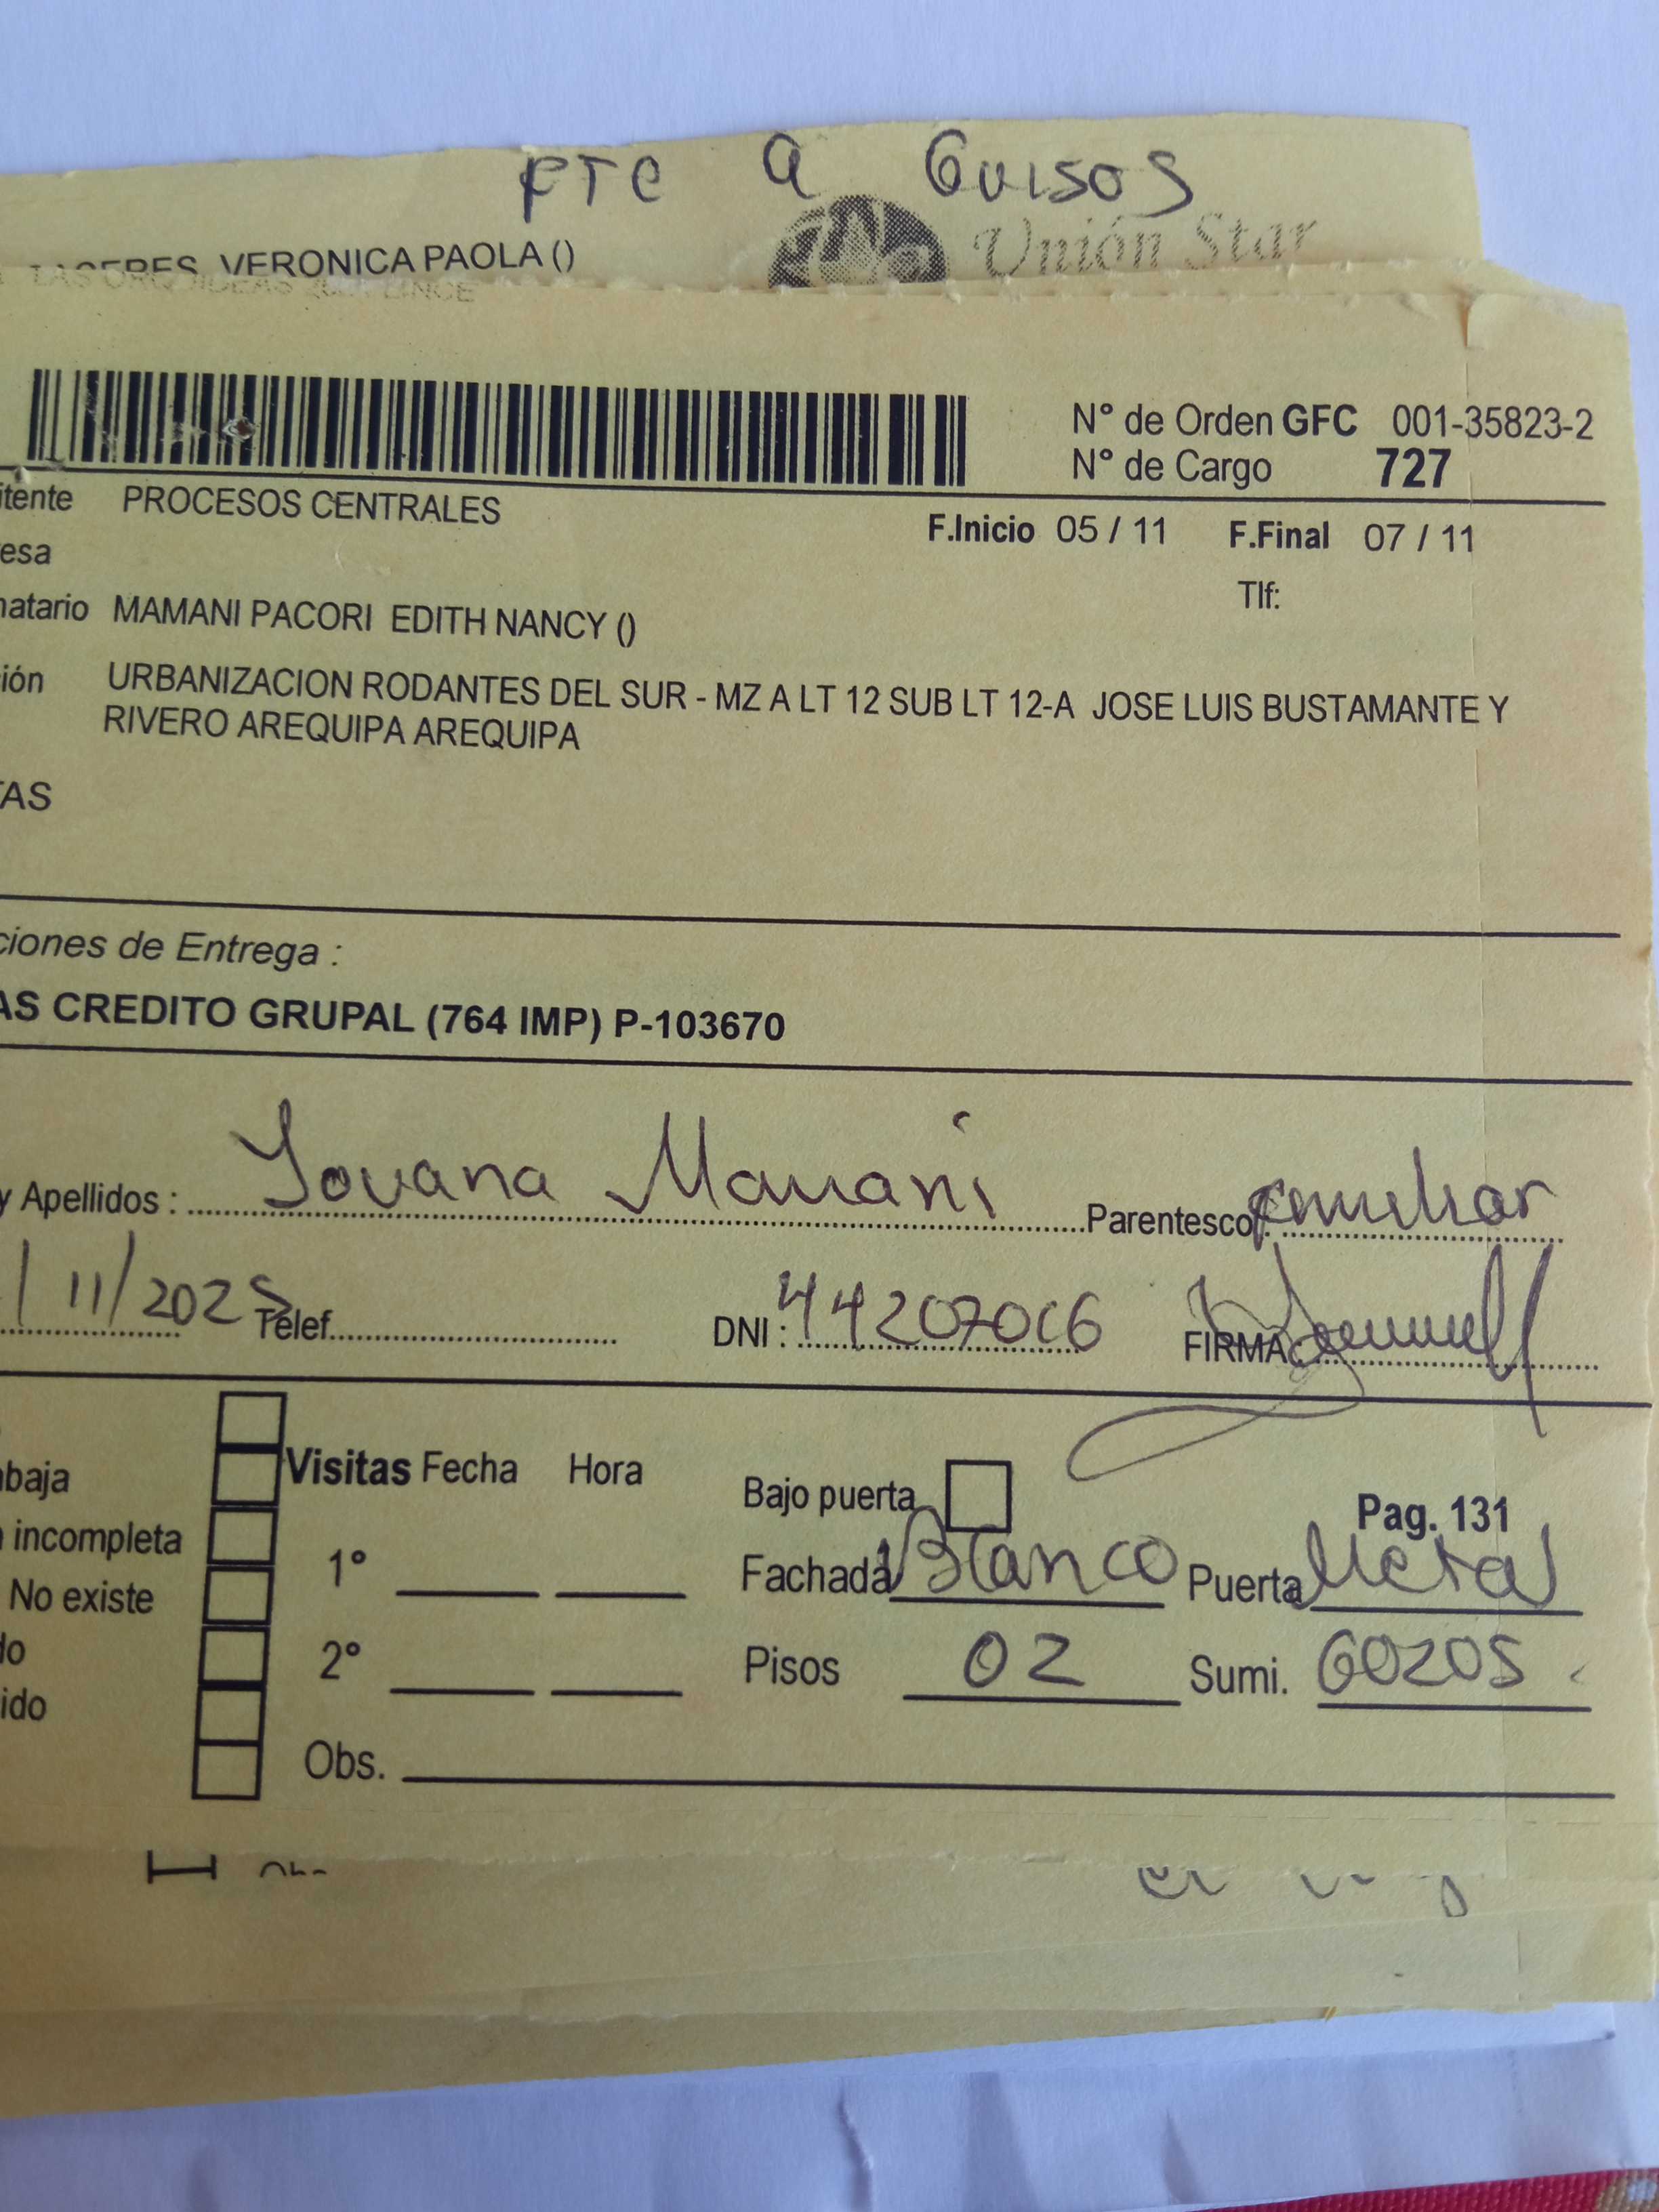 FTE a Guisos
Unión Star
VERONICA PAOLA ()
N° de Orden GFC 001-35823-2
N° de Cargo 727
itente PROCESOS CENTRALES
F.Inicio 05 / 11 F.Final 07 / 11
esa
Tlf:
natario MAMANI PACORI EDITH NANCY ()
ión URBANIZACION RODANTES DEL SUR - MZ A LT 12 SUB LT 12-A JOSE LUIS BUSTAMANTE Y
RIVERO AREQUIPA AREQUIPA
TAS
ciones de Entrega :
AS CREDITO GRUPAL (764 IMP) P-103670
y Apellidos : Yovana Mamani Parentesco: familiar
/ 11/2025 Telef. DNI : 44207066 FIRMA
baja
Visitas Fecha Hora
Bajo puerta
Pag. 131
incompleta
1°
Fachada Blanco Puerta Metal
No existe
do
2°
Pisos 02 Sumi. 60205
ido
Obs.